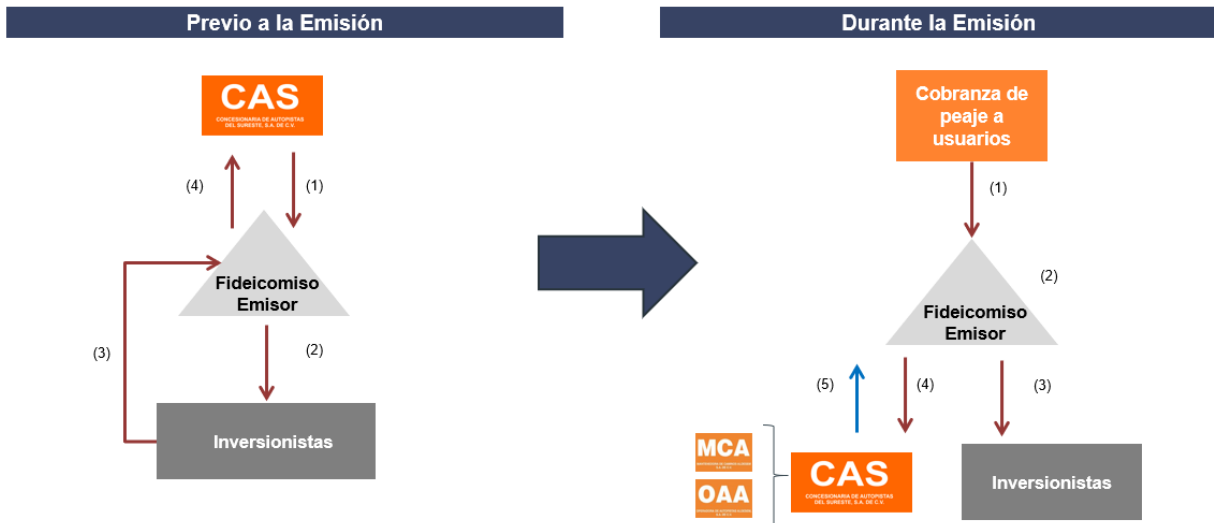 Previo a la Emisión
CAS
CONCESIONARIA DE AUTOPISTAS
DEL SURESTE, S.A. DE C.V.
(4)
(1)
Fideicomiso
Emisor
(3)
(2)
Inversionistas
Durante la Emisión
Cobranza de
peaje a
usuarios
(1)
(2)
Fideicomiso
Emisor
(5)
(4)
(3)
MCA
OAA
CAS
CONCESIONARIA DE AUTOPISTAS
DEL SURESTE, S.A. DE C.V.
Inversionistas